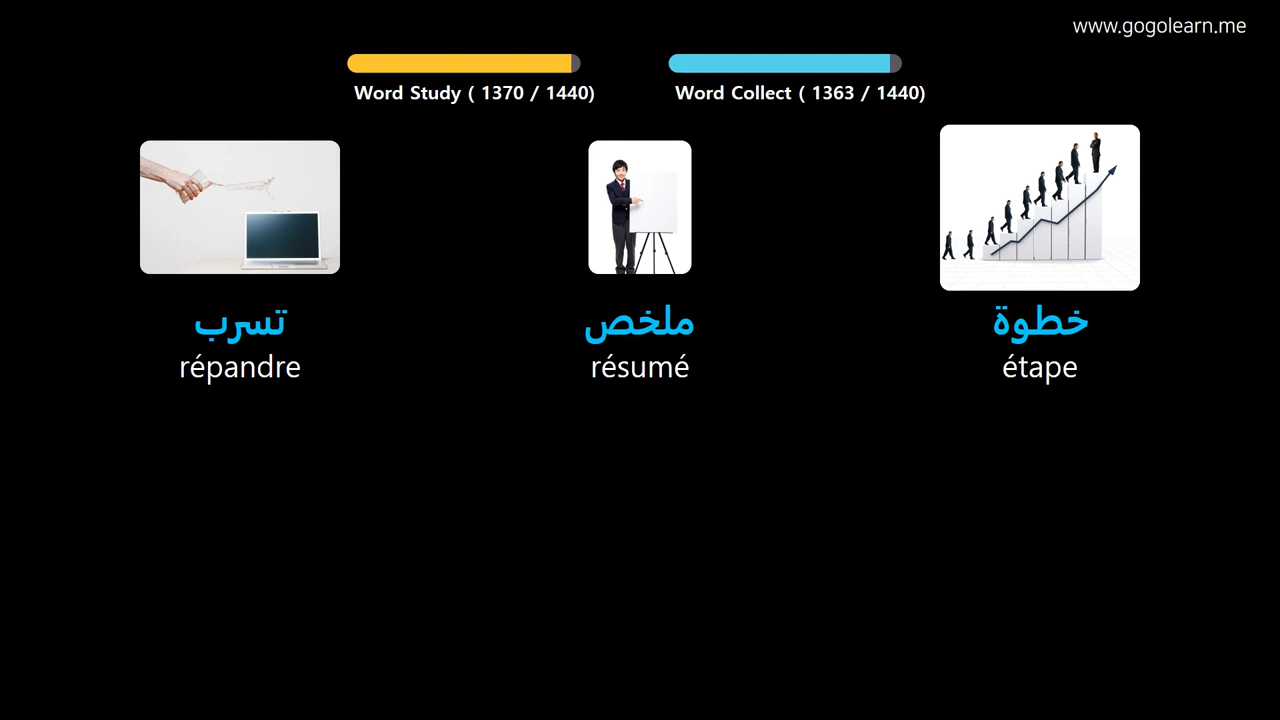 www.gogolearn.me
Word Study ( 1370 / 1440)
Word Collect ( 1363 / 1440)
تسرب
ملخص
خطوة
répandre
résumé
étape